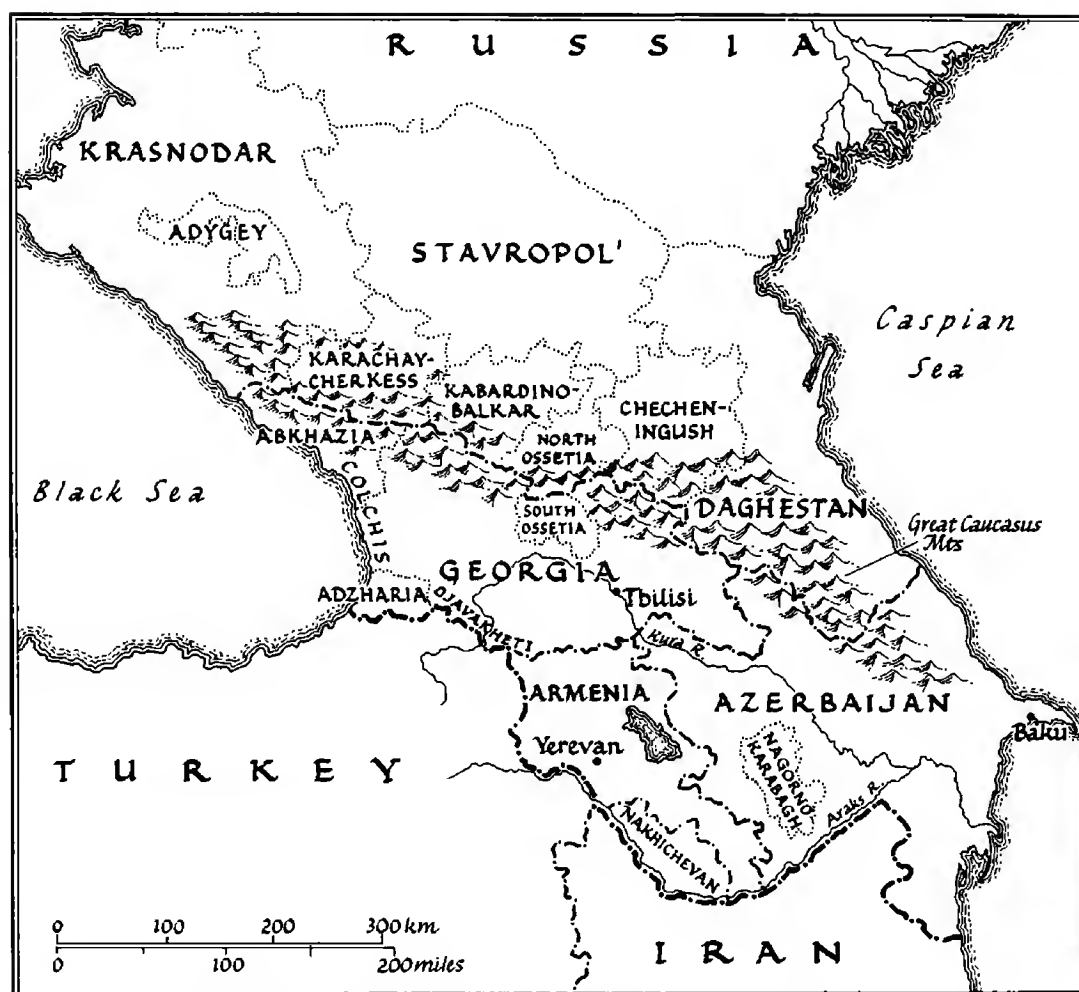 RUSSIA
KRASNODAR
ADYGEY
STAVROPOL'
Caspian
Sea
KARACHAY-
CHERKESS
KABARDINO-
BALKAR
CHECHEN-
INGUSH
ABKHAZIA
NORTH
OSSETIA
Black Sea
COLCHIS
SOUTH
OSSETIA
DAGHESTAN
Great Caucasus
Mts
GEORGIA
ADZHARIA
DJAVAKHETI
Tbilisi
Kura R.
ARMENIA
AZERBAIJAN
Baku
Yerevan
NAGORNO
KARABAGH
TURKEY
Araks R.
NAKHICHEVAN
0 100 200 300 km
0 100 200 miles
IRAN